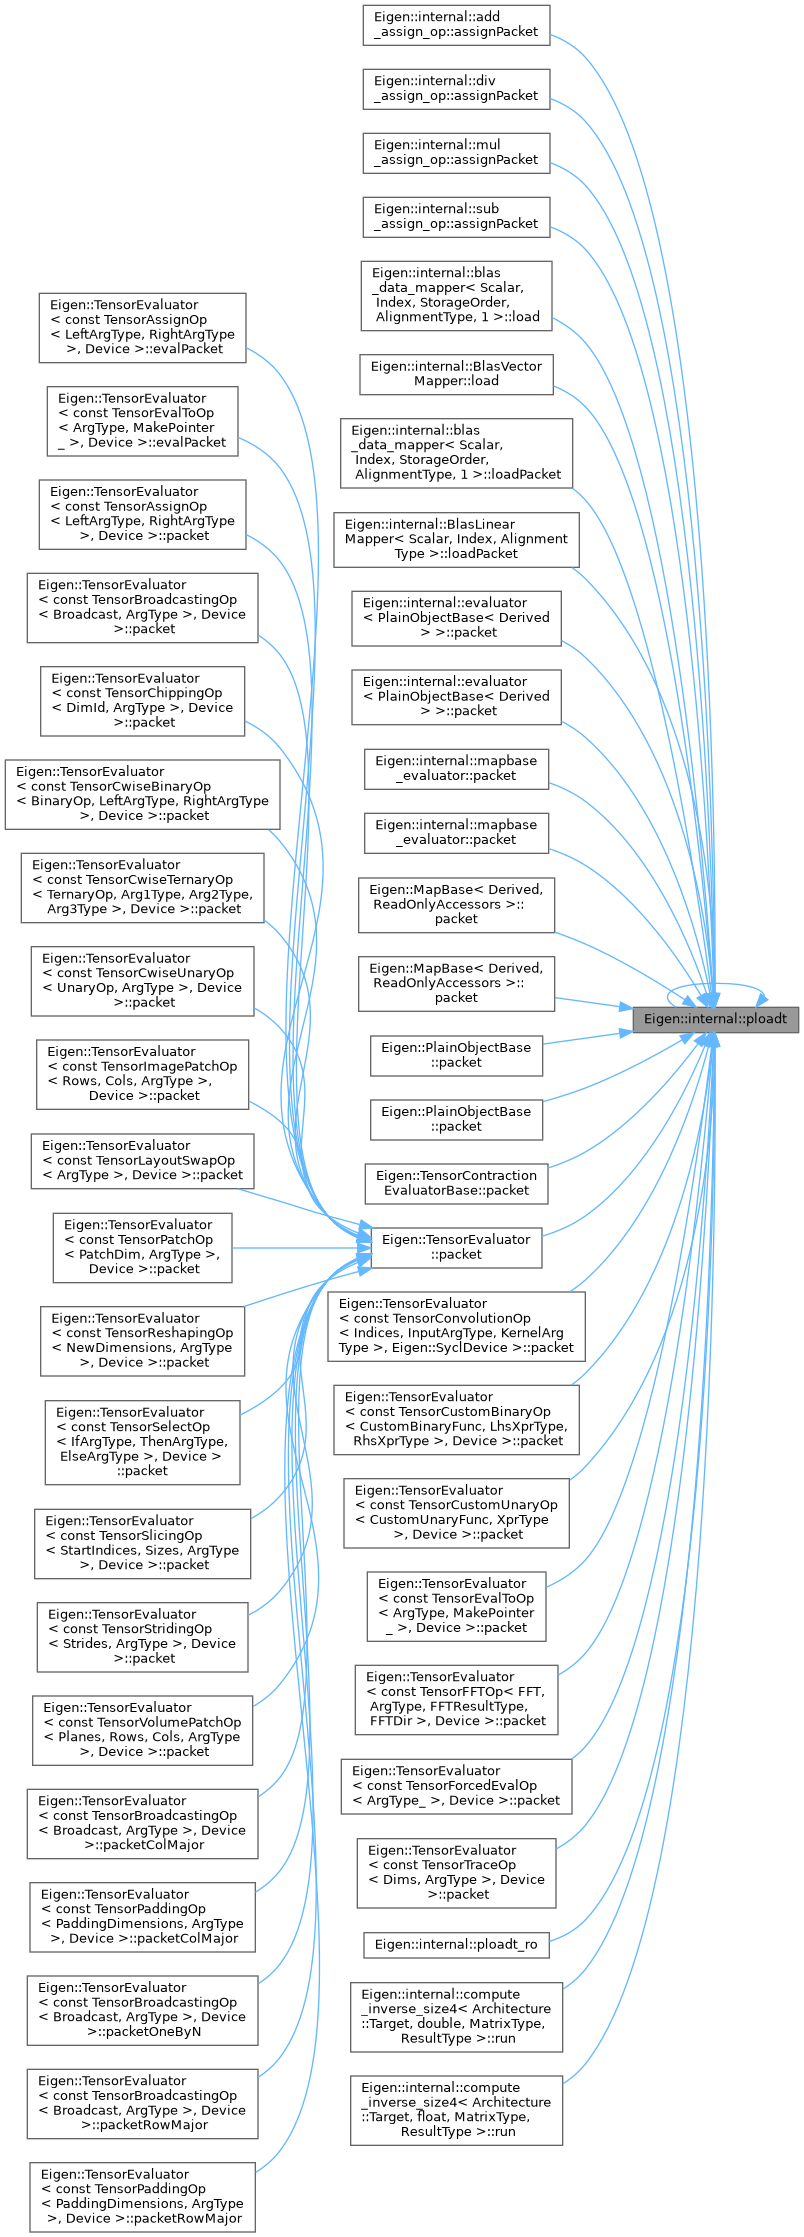 Eigen::internal::add
_assign_op::assignPacket
Eigen::internal::div
_assign_op::assignPacket
Eigen::internal::mul
_assign_op::assignPacket
Eigen::internal::sub
_assign_op::assignPacket
Eigen::internal::blas
_data_mapper< Scalar,
Index, StorageOrder,
AlignmentType, 1 >::load
Eigen::internal::BlasVector
Mapper::load
Eigen::internal::blas
_data_mapper< Scalar,
Index, StorageOrder,
AlignmentType, 1 >::loadPacket
Eigen::internal::BlasLinear
Mapper< Scalar, Index, Alignment
Type >::loadPacket
Eigen::internal::evaluator
< PlainObjectBase< Derived
> >::packet
Eigen::internal::evaluator
< PlainObjectBase< Derived
> >::packet
Eigen::internal::mapbase
_evaluator::packet
Eigen::internal::mapbase
_evaluator::packet
Eigen::MapBase< Derived,
ReadOnlyAccessors >::
packet
Eigen::MapBase< Derived,
ReadOnlyAccessors >::
packet
Eigen::internal::ploadt
Eigen::PlainObjectBase
::packet
Eigen::PlainObjectBase
::packet
Eigen::TensorContraction
EvaluatorBase::packet
Eigen::TensorEvaluator
::packet
Eigen::TensorEvaluator
< const TensorConvolutionOp
< Indices, InputArgType, KernelArg
Type >, Eigen::SyclDevice >::packet
Eigen::TensorEvaluator
< const TensorCustomBinaryOp
< CustomBinaryFunc, LhsXprType,
RhsXprType >, Device >::packet
Eigen::TensorEvaluator
< const TensorCustomUnaryOp
< CustomUnaryFunc, XprType
>, Device >::packet
Eigen::TensorEvaluator
< const TensorEvalToOp
< ArgType, MakePointer
_ >, Device >::packet
Eigen::TensorEvaluator
< const TensorFFTOp< FFT,
ArgType, FFTResultType,
FFTDir >, Device >::packet
Eigen::TensorEvaluator
< const TensorForcedEvalOp
< ArgType_ >, Device >::packet
Eigen::TensorEvaluator
< const TensorTraceOp
< Dims, ArgType >, Device
>::packet
Eigen::internal::ploadt_ro
Eigen::internal::compute
_inverse_size4< Architecture
::Target, double, MatrixType,
ResultType >::run
Eigen::internal::compute
_inverse_size4< Architecture
::Target, float, MatrixType,
ResultType >::run
Eigen::TensorEvaluator
< const TensorAssignOp
< LeftArgType, RightArgType
>, Device >::evalPacket
Eigen::TensorEvaluator
< const TensorEvalToOp
< ArgType, MakePointer
_ >, Device >::evalPacket
Eigen::TensorEvaluator
< const TensorAssignOp
< LeftArgType, RightArgType
>, Device >::packet
Eigen::TensorEvaluator
< const TensorBroadcastingOp
< Broadcast, ArgType >, Device
>::packet
Eigen::TensorEvaluator
< const TensorChippingOp
< DimId, ArgType >, Device
>::packet
Eigen::TensorEvaluator
< const TensorCwiseBinaryOp
< BinaryOp, LeftArgType, RightArgType
>, Device >::packet
Eigen::TensorEvaluator
< const TensorCwiseTernaryOp
< TernaryOp, Arg1Type, Arg2Type,
Arg3Type >, Device >::packet
Eigen::TensorEvaluator
< const TensorCwiseUnaryOp
< UnaryOp, ArgType >, Device
>::packet
Eigen::TensorEvaluator
< const TensorImagePatchOp
< Rows, Cols, ArgType >,
Device >::packet
Eigen::TensorEvaluator
< const TensorLayoutSwapOp
< ArgType >, Device >::packet
Eigen::TensorEvaluator
< const TensorPatchOp
< PatchDim, ArgType >,
Device >::packet
Eigen::TensorEvaluator
< const TensorReshapingOp
< NewDimensions, ArgType
>, Device >::packet
Eigen::TensorEvaluator
< const TensorSelectOp
< IfArgType, ThenArgType,
ElseArgType >, Device >
::packet
Eigen::TensorEvaluator
< const TensorSlicingOp
< StartIndices, Sizes, ArgType
>, Device >::packet
Eigen::TensorEvaluator
< const TensorStridingOp
< Strides, ArgType >, Device
>::packet
Eigen::TensorEvaluator
< const TensorVolumePatchOp
< Planes, Rows, Cols, ArgType
>, Device >::packet
Eigen::TensorEvaluator
< const TensorBroadcastingOp
< Broadcast, ArgType >, Device
>::packetColMajor
Eigen::TensorEvaluator
< const TensorPaddingOp
< PaddingDimensions, ArgType
>, Device >::packetColMajor
Eigen::TensorEvaluator
< const TensorBroadcastingOp
< Broadcast, ArgType >, Device
>::packetOneByN
Eigen::TensorEvaluator
< const TensorBroadcastingOp
< Broadcast, ArgType >, Device
>::packetRowMajor
Eigen::TensorEvaluator
< const TensorPaddingOp
< PaddingDimensions, ArgType
>, Device >::packetRowMajor